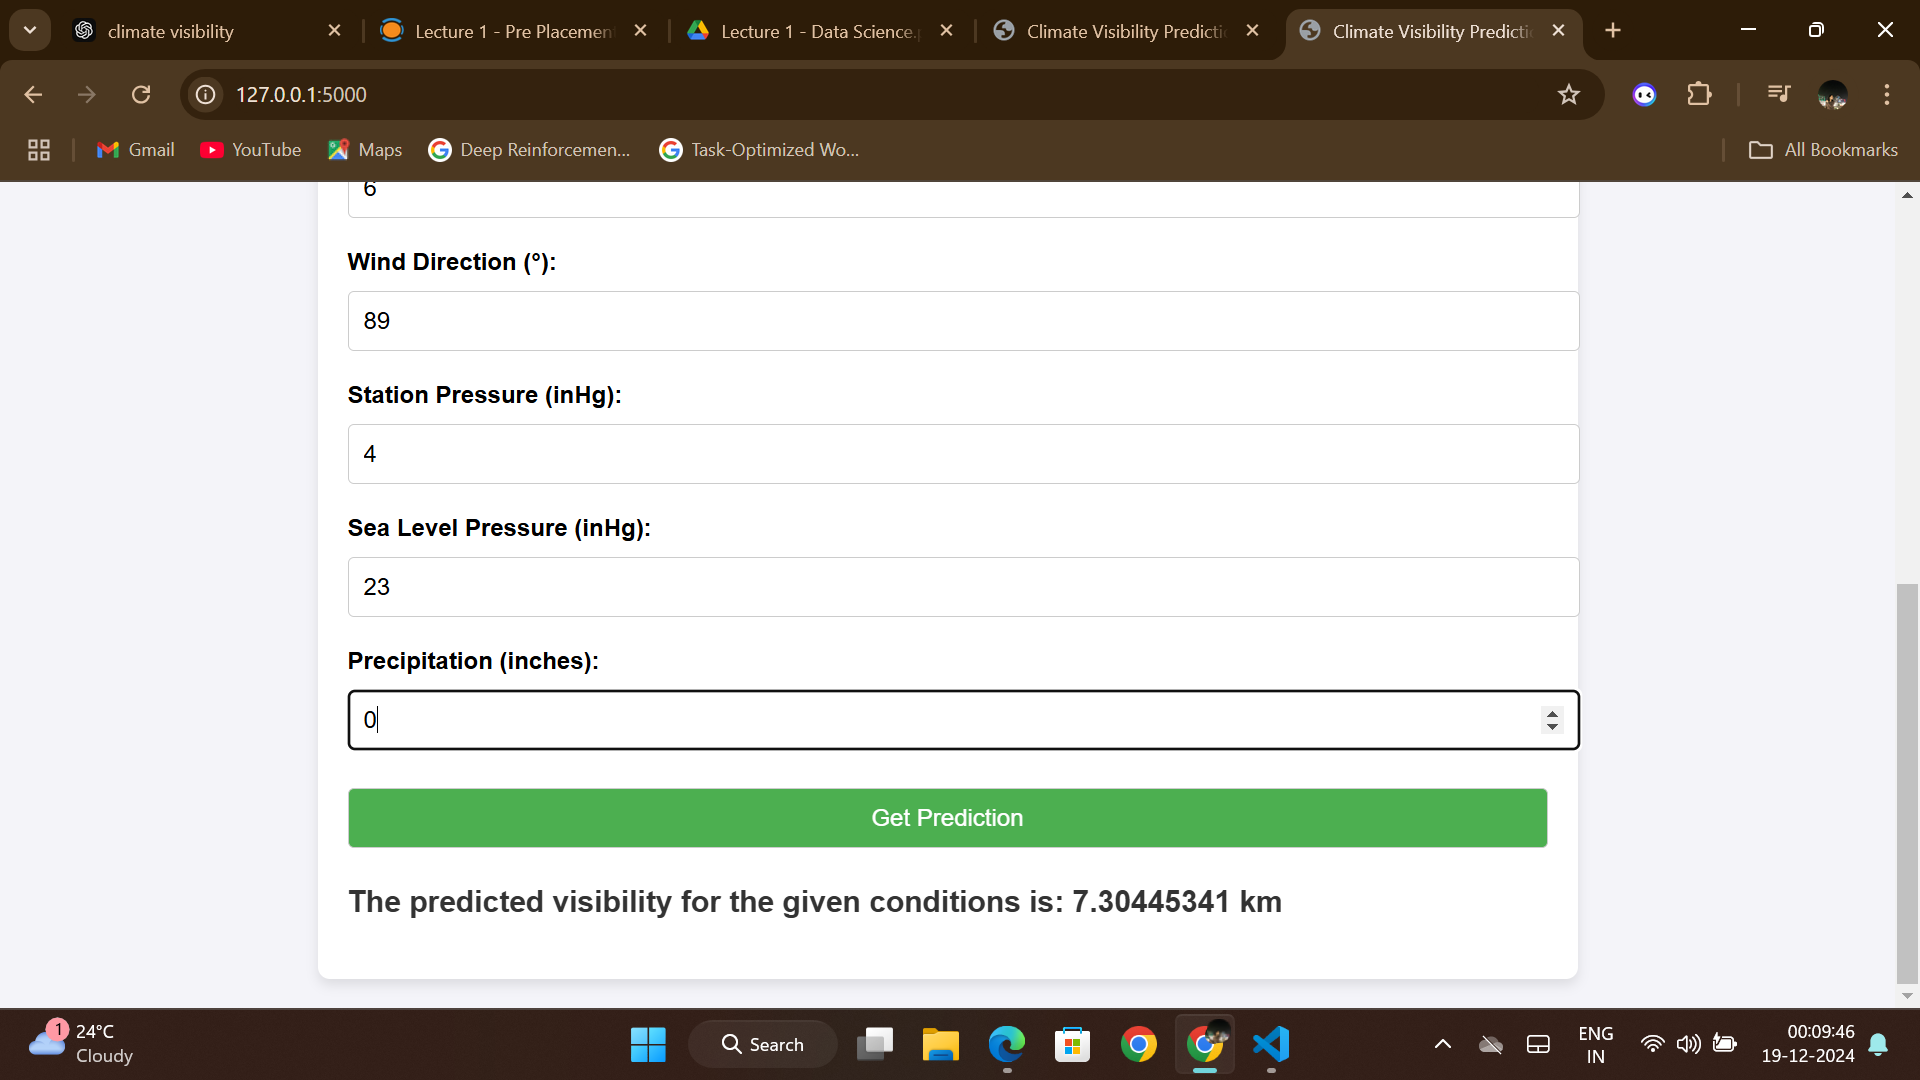 climate visibility
Lecture 1 - Pre Placemen
Lecture 1 - Data Science.
Climate Visibility Predicti
Climate Visibility Predicti
127.0.0.1:5000
Gmail
YouTube
Maps
Deep Reinforcemen...
Task-Optimized Wo...
All Bookmarks
6
Wind Direction (°):
89
Station Pressure (inHg):
4
Sea Level Pressure (inHg):
23
Precipitation (inches):
0
Get Prediction
The predicted visibility for the given conditions is: 7.30445341 km
1
24°C
Cloudy
Search
ENG
IN
00:09:46
19-12-2024